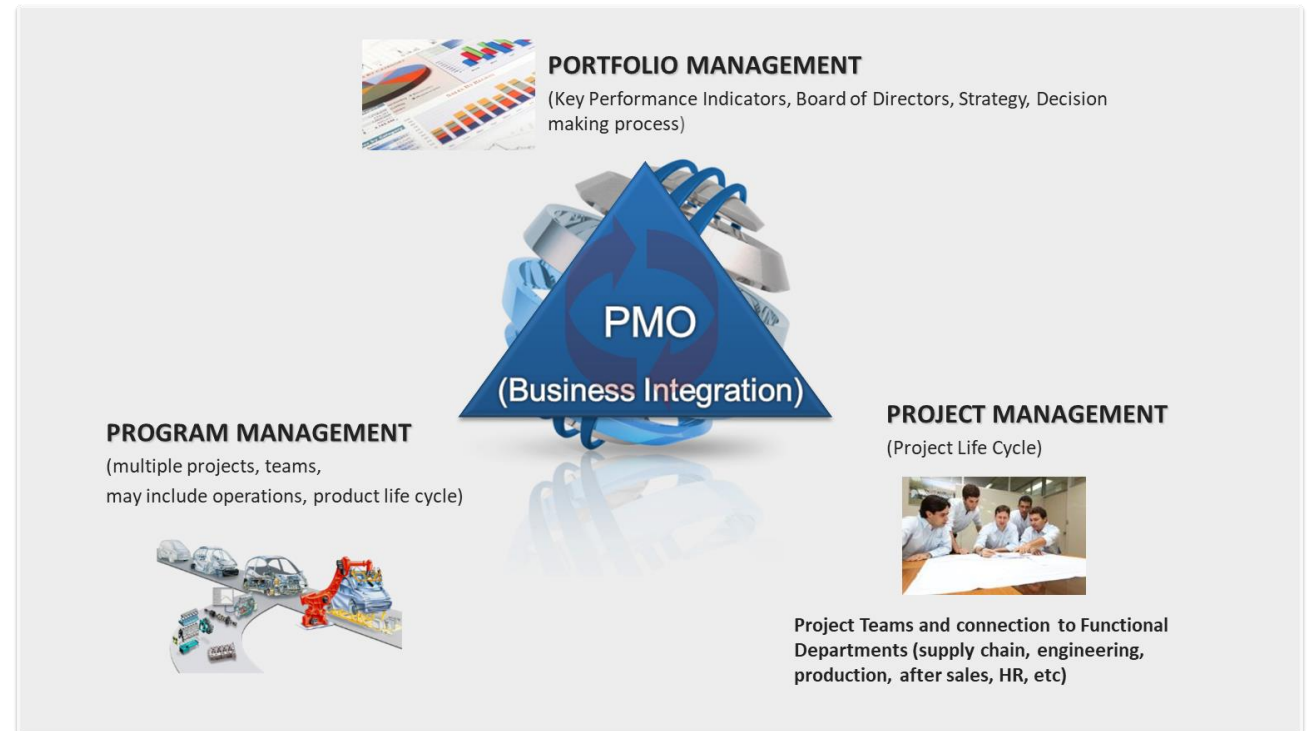 PORTFOLIO MANAGEMENT
(Key Performance Indicators, Board of Directors, Strategy, Decision
making process)
PMO
(Business Integration)
PROGRAM MANAGEMENT
(multiple projects, teams,
may include operations, product life cycle)
PROJECT MANAGEMENT
(Project Life Cycle)
Project Teams and connection to Functional
Departments (supply chain, engineering,
production, after sales, HR, etc)